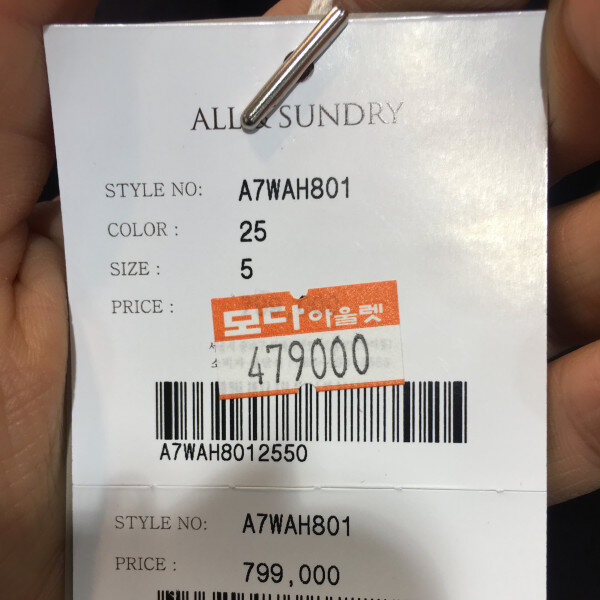 ALL & SUNDRY
STYLE NO: A7WAH801
COLOR : 25
SIZE : 5
PRICE :
모다아울렛
479000
A7WAH8012550
STYLE NO: A7WAH801
PRICE : 799,000